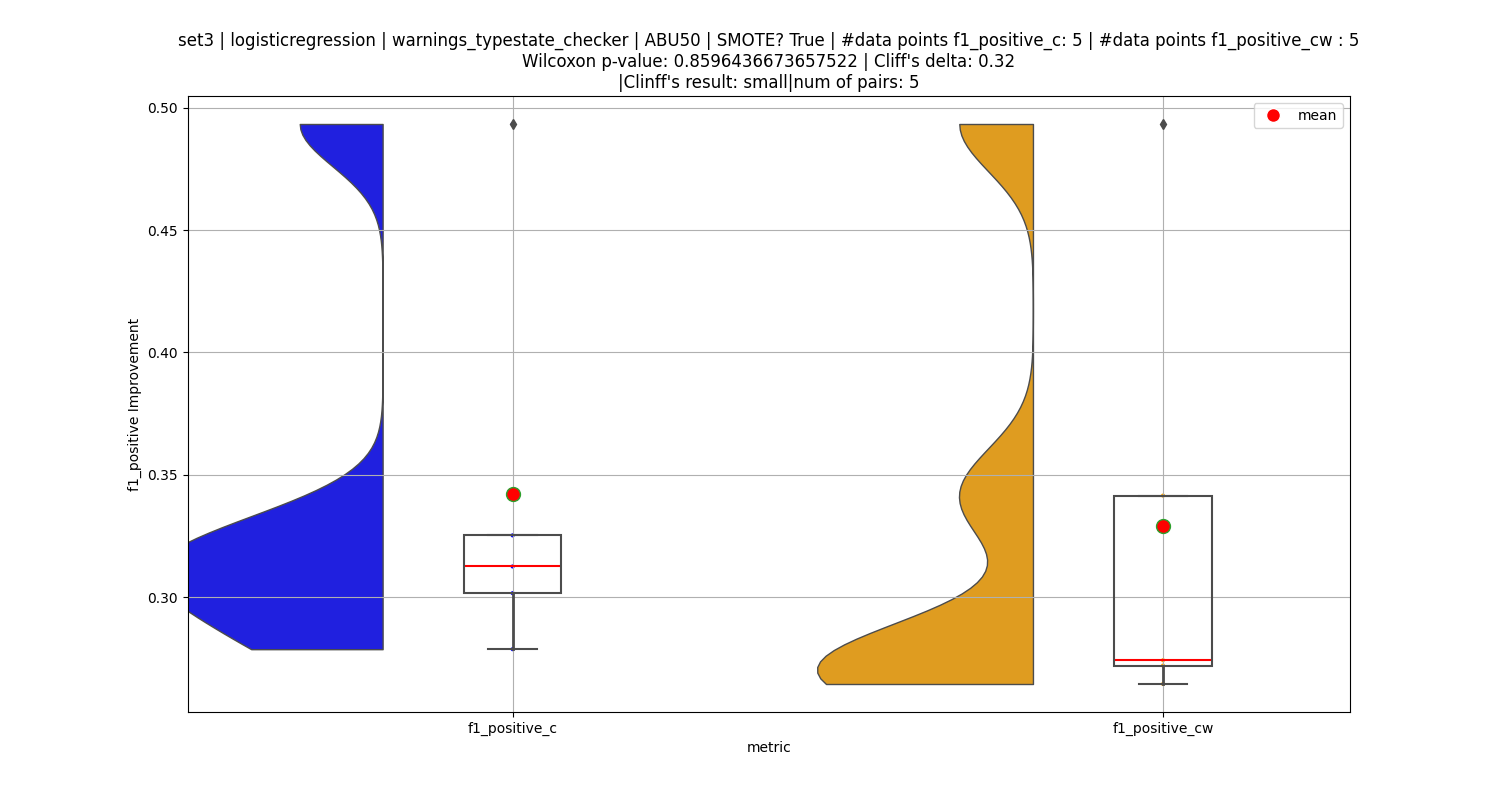 set3 | logisticregression | warnings_typestate_checker | ABU50 | SMOTE? True | #data points f1_positive_c: 5 | #data points f1_positive_cw : 5
Wilcoxon p-value: 0.8596436673657522 | Cliff's delta: 0.32
|Clinff's result: small|num of pairs: 5
mean
0.50
0.45
0.40
0.35
0.30
f1_positive Improvement
f1_positive_c
f1_positive_cw
metric